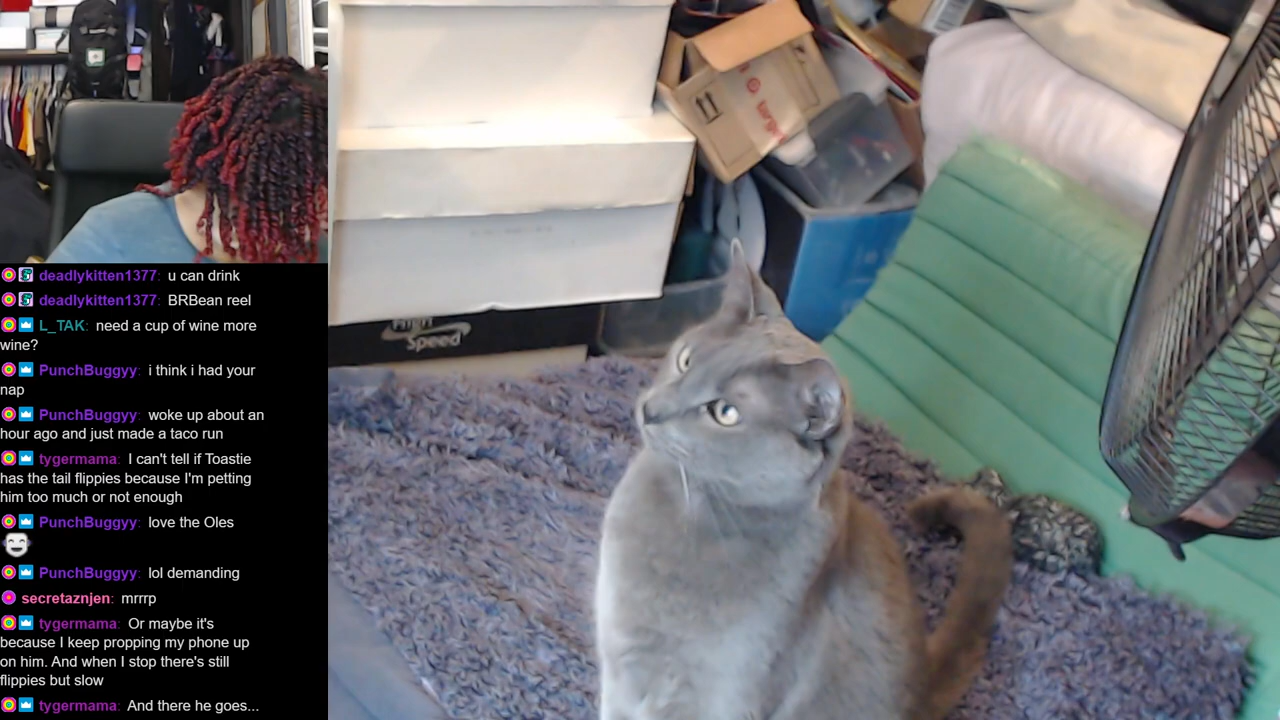 deadlykitten1377: u can drink
deadlykitten1377: BRBean reel
L_TAK: need a cup of wine more
wine?
PunchBuggyy: i think i had your
nap
PunchBuggyy: woke up about an
hour ago and just made a taco run
tygermama: I can't tell if Toastie
has the tail flippies because I'm petting
him too much or not enough
PunchBuggyy: love the Oles
PunchBuggyy: lol demanding
secretaznjen: mrrrp
tygermama: Or maybe it's
because I keep propping my phone up
on him. And when I stop there's still
flippies but slow
tygermama: And there he goes...
High
Speed
target